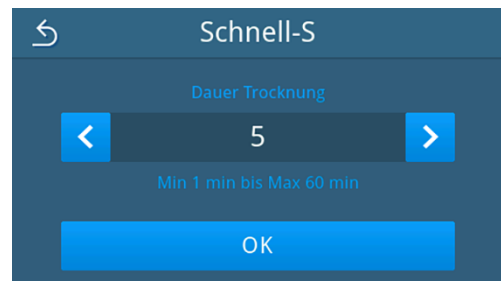 Schnell-S
Dauer Trocknung
5
Min 1 min bis Max 60 min
OK